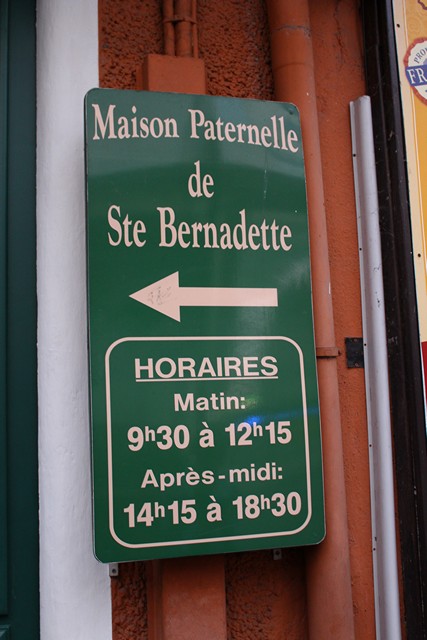 Maison Paternelle
de
Ste Bernadette
HORAIRES
Matin:
9h30 à 12h15
Après-midi:
14h15 à 18h30